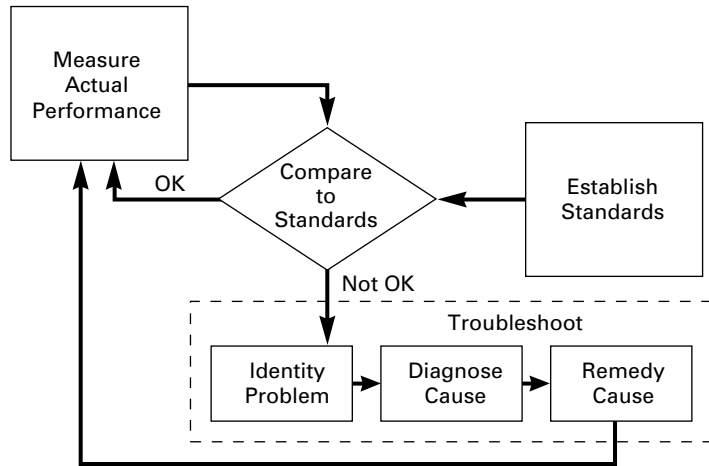 Measure
Actual
Performance
OK
Compare
to
Standards
Establish
Standards
Not OK
Troubleshoot
Identity
Problem
Diagnose
Cause
Remedy
Cause